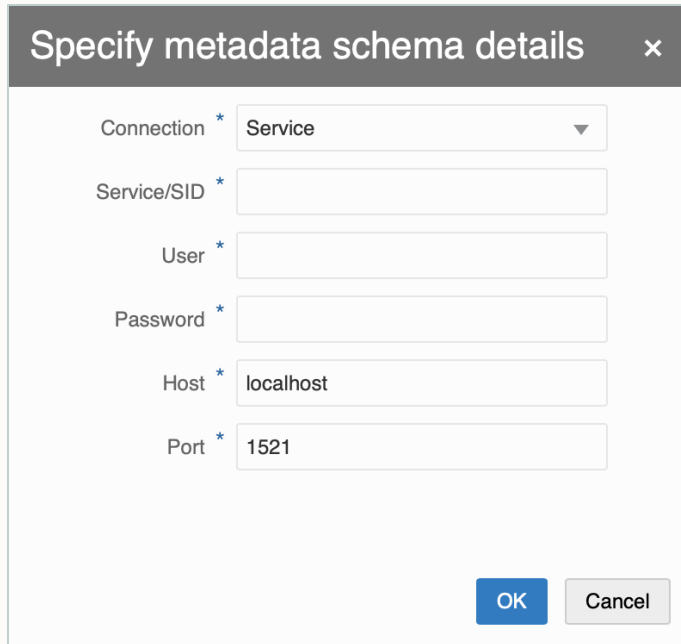 Specify metadata schema details ×
Connection * Service
Service/SID *
User *
Password *
Host * localhost
Port * 1521
OK Cancel